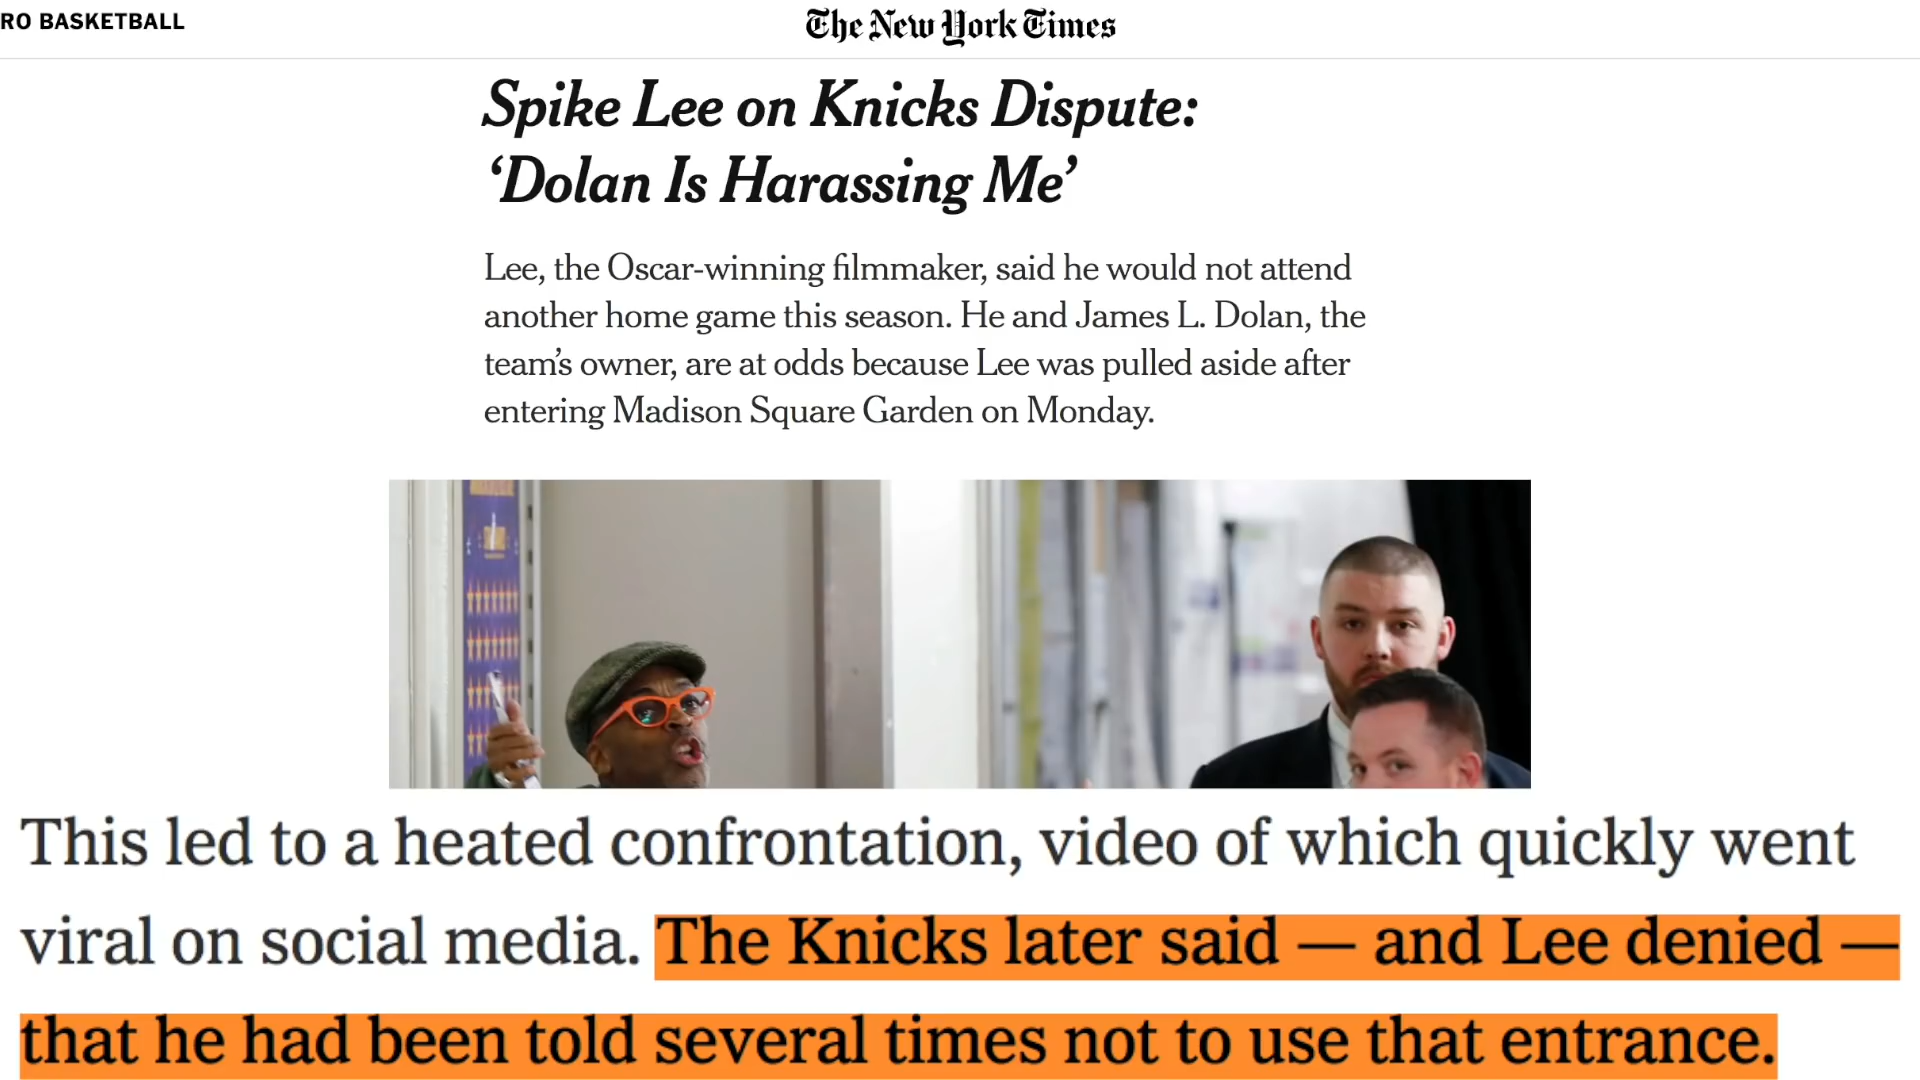 RO BASKETBALL
The New York Times
Spike Lee on Knicks Dispute:
‘Dolan Is Harassing Me’
Lee, the Oscar-winning filmmaker, said he would not attend
another home game this season. He and James L. Dolan, the
team’s owner, are at odds because Lee was pulled aside after
entering Madison Square Garden on Monday.
This led to a heated confrontation, video of which quickly went
viral on social media. The Knicks later said — and Lee denied —
that he had been told several times not to use that entrance.